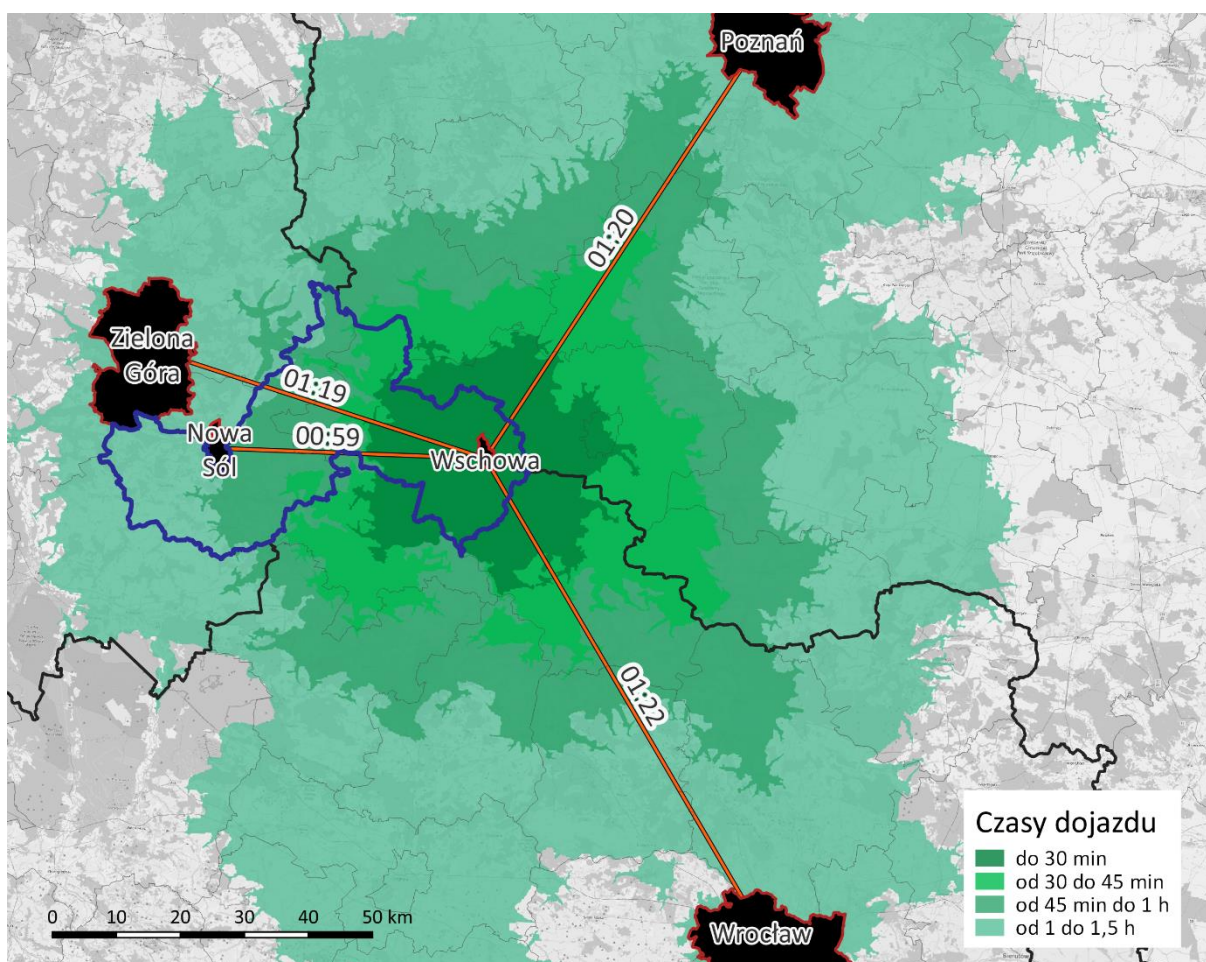 Poznań
01:20
Zielona
Góra
01:19
Nowa
Sól
00:59
Wschowa
01:22
Wrocław
0 10 20 30 40 50 km
Czasy dojazdu
do 30 min
od 30 do 45 min
od 45 min do 1 h
od 1 do 1,5 h